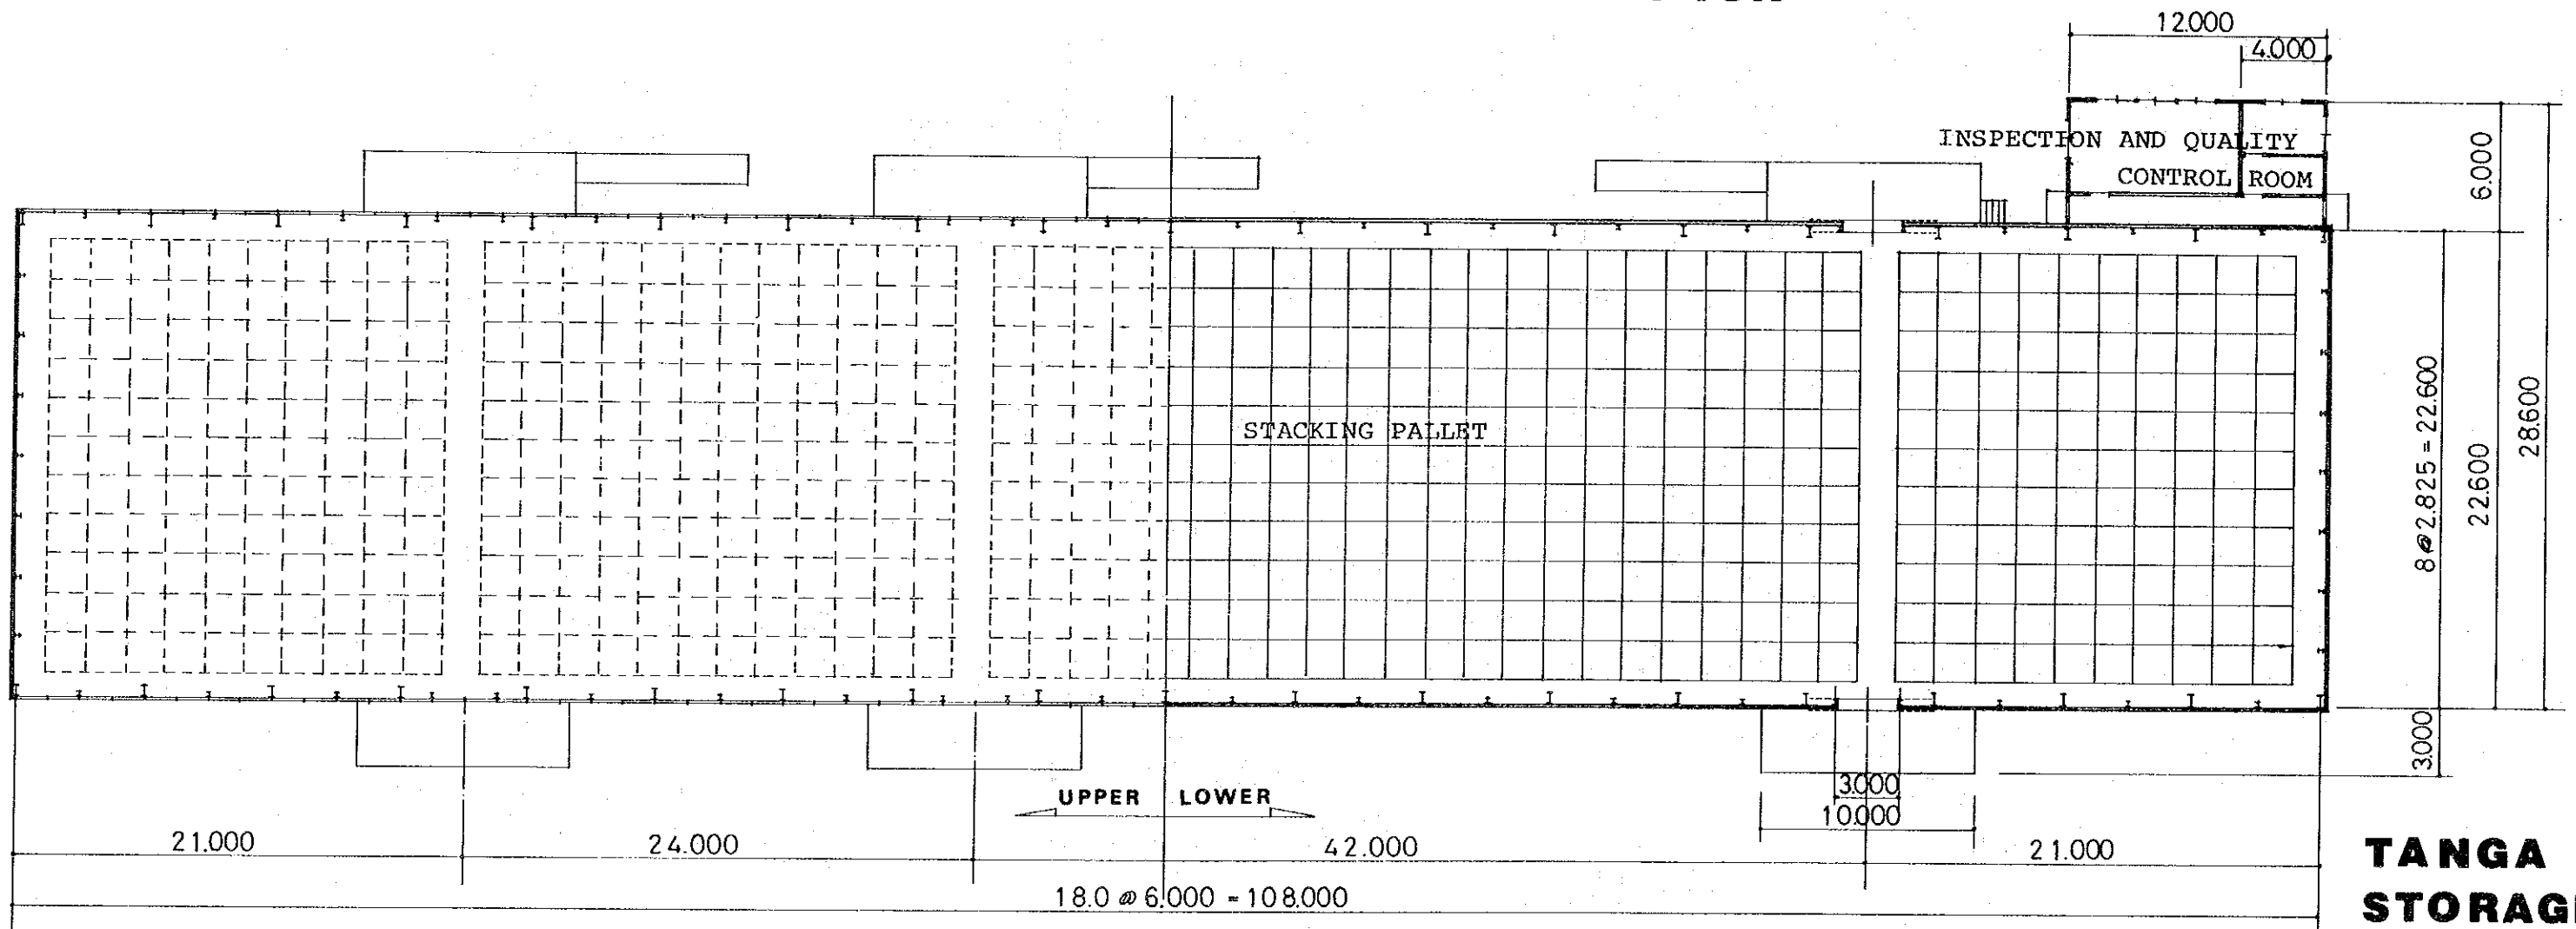 12.000
4.000
INSPECTION AND QUALITY
CONTROL ROOM
6.000
STACKING PALLET
8@2.825=22.600
22.600
28.600
3.000
UPPER LOWER
3.000
10.000
21.000 24.000 42.000 21.000
18.0 @ 6.000 = 108.000
TANGA
STORAGE